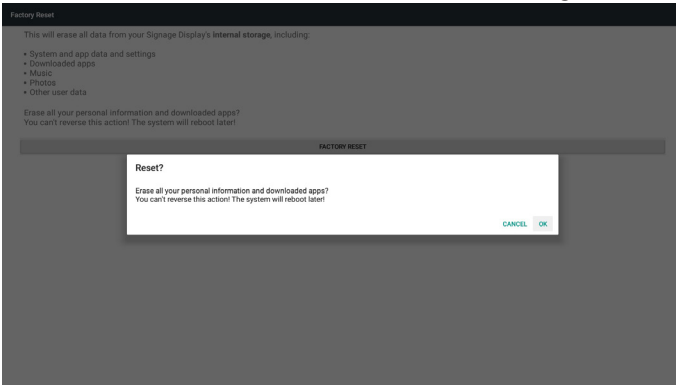 Factory Reset
This will erase all data from your Signage Display's internal storage, including:
• System and app data and settings
• Downloaded apps
• Music
• Photos
• Other user data
Erase all your personal information and downloaded apps?
You can't reverse this action! The system will reboot later!
FACTORY RESET
Reset?
Erase all your personal information and downloaded apps?
You can't reverse this action! The system will reboot later!
CANCEL OK